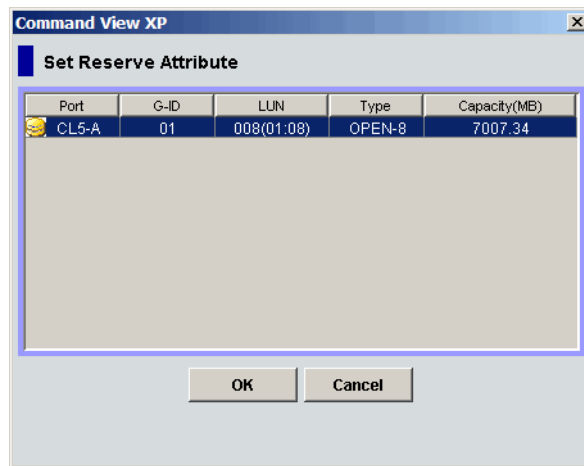 Command View XP
Set Reserve Attribute
Port G-ID LUN Type Capacity(MB)
CL5-A 01 008(01:08) OPEN-8 7007.34
OK Cancel